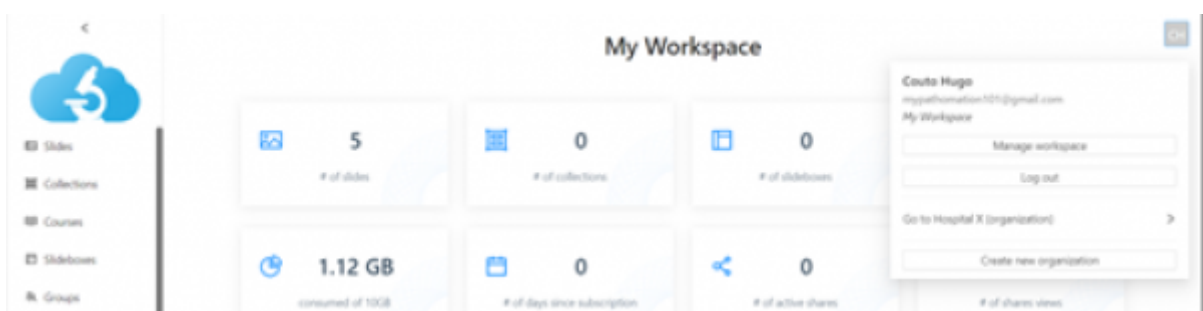 My Workspace
CH
Couto Hugo
mypathomation101@gmail.com
My Workspace
Manage workspace
Log out
Go to Hospital X (organization)
Create new organization
Slides
Collections
Courses
Slideboxes
Groups
5
# of slides
0
# of collections
0
# of slideboxes
1.12 GB
consumed of 10GB
0
# of days since subscription
0
# of active shares
# of shares views